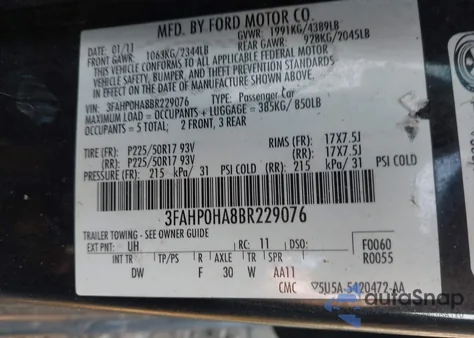 MFD. BY FORD MOTOR CO.
DATE: 01/11 GVWR: 1991KG/4389LB
FRONT GAWR: 1063KG/2344LB REAR GAWR: 928KG/2045LB
THIS VEHICLE CONFORMS TO ALL APPLICABLE FEDERAL MOTOR VEHICLE
SAFETY, BUMPER, AND THEFT PREVENTION STANDARDS IN EFFECT ON THE
DATE OF MANUFACTURE SHOWN ABOVE.
VIN: 3FAHP0HA8BR229076 TYPE: Passenger Car
MAXIMUM LOAD = OCCUPANTS + LUGGAGE = 385KG/850LB
OCCUPANTS = 5 TOTAL: 2 FRONT, 3 REAR
TIRE (FR): P225/50R17 93V RIMS (FR): 17X7.5J
(RR): P225/50R17 93V (RR): 17X7.5J
PRESSURE (FR): 215 kPa/ 31 PSI COLD (RR): 215 kPa/ 31 PSI COLD
3FAHP0HA8BR229076
TRAILER TOWING - SEE OWNER GUIDE
EXT PNT: UH RC: 11 DSO: F0060
R0055
INT TR TP/PS R AXLE TR SPR
DW F 30 W AA11
CMC 5U5A-5420472-AA
autoSnap